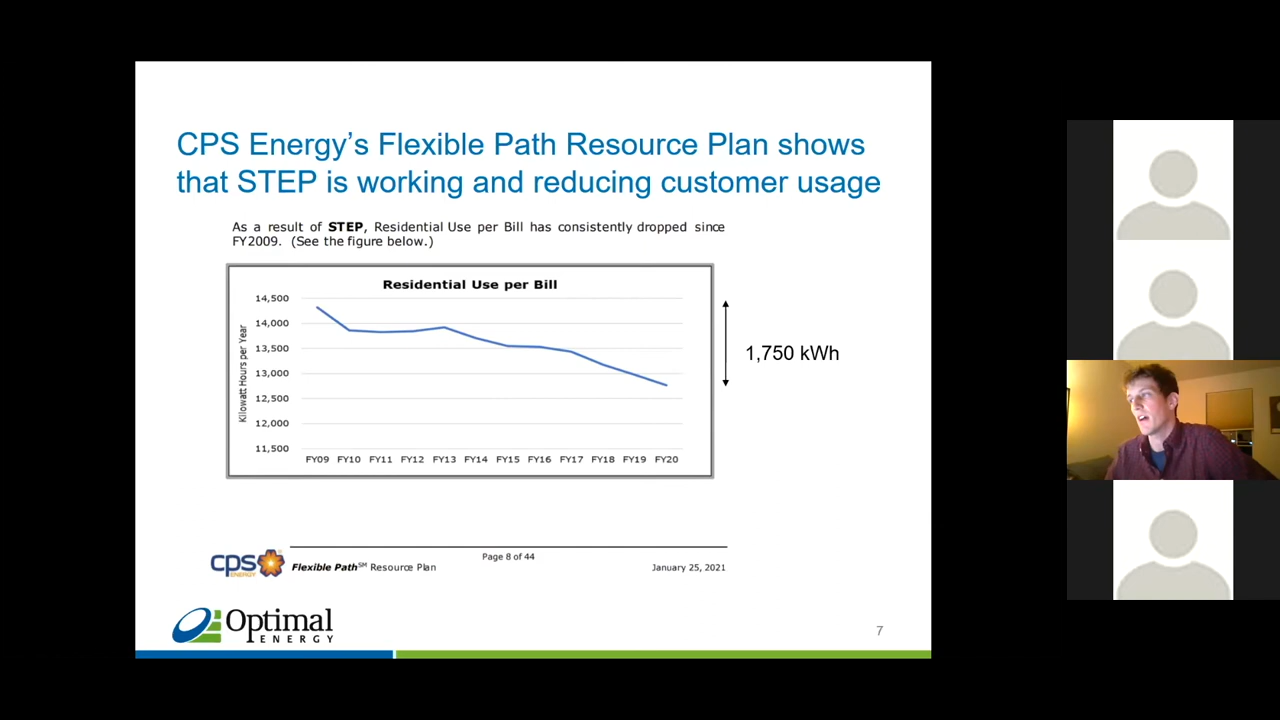 CPS Energy’s Flexible Path Resource Plan shows
that STEP is working and reducing customer usage
As a result of STEP, Residential Use per Bill has consistently dropped since
FY2009. (See the figure below.)
Residential Use per Bill
Kilowatt Hours per Year
14,500
14,000
13,500
13,000
12,500
12,000
11,500
FY09 FY10 FY11 FY12 FY13 FY14 FY15 FY16 FY17 FY18 FY19 FY20
1,750 kWh
cps
ENERGY
Page 8 of 44
Flexible Path℠ Resource Plan January 25, 2021
Optimal
ENERGY
7